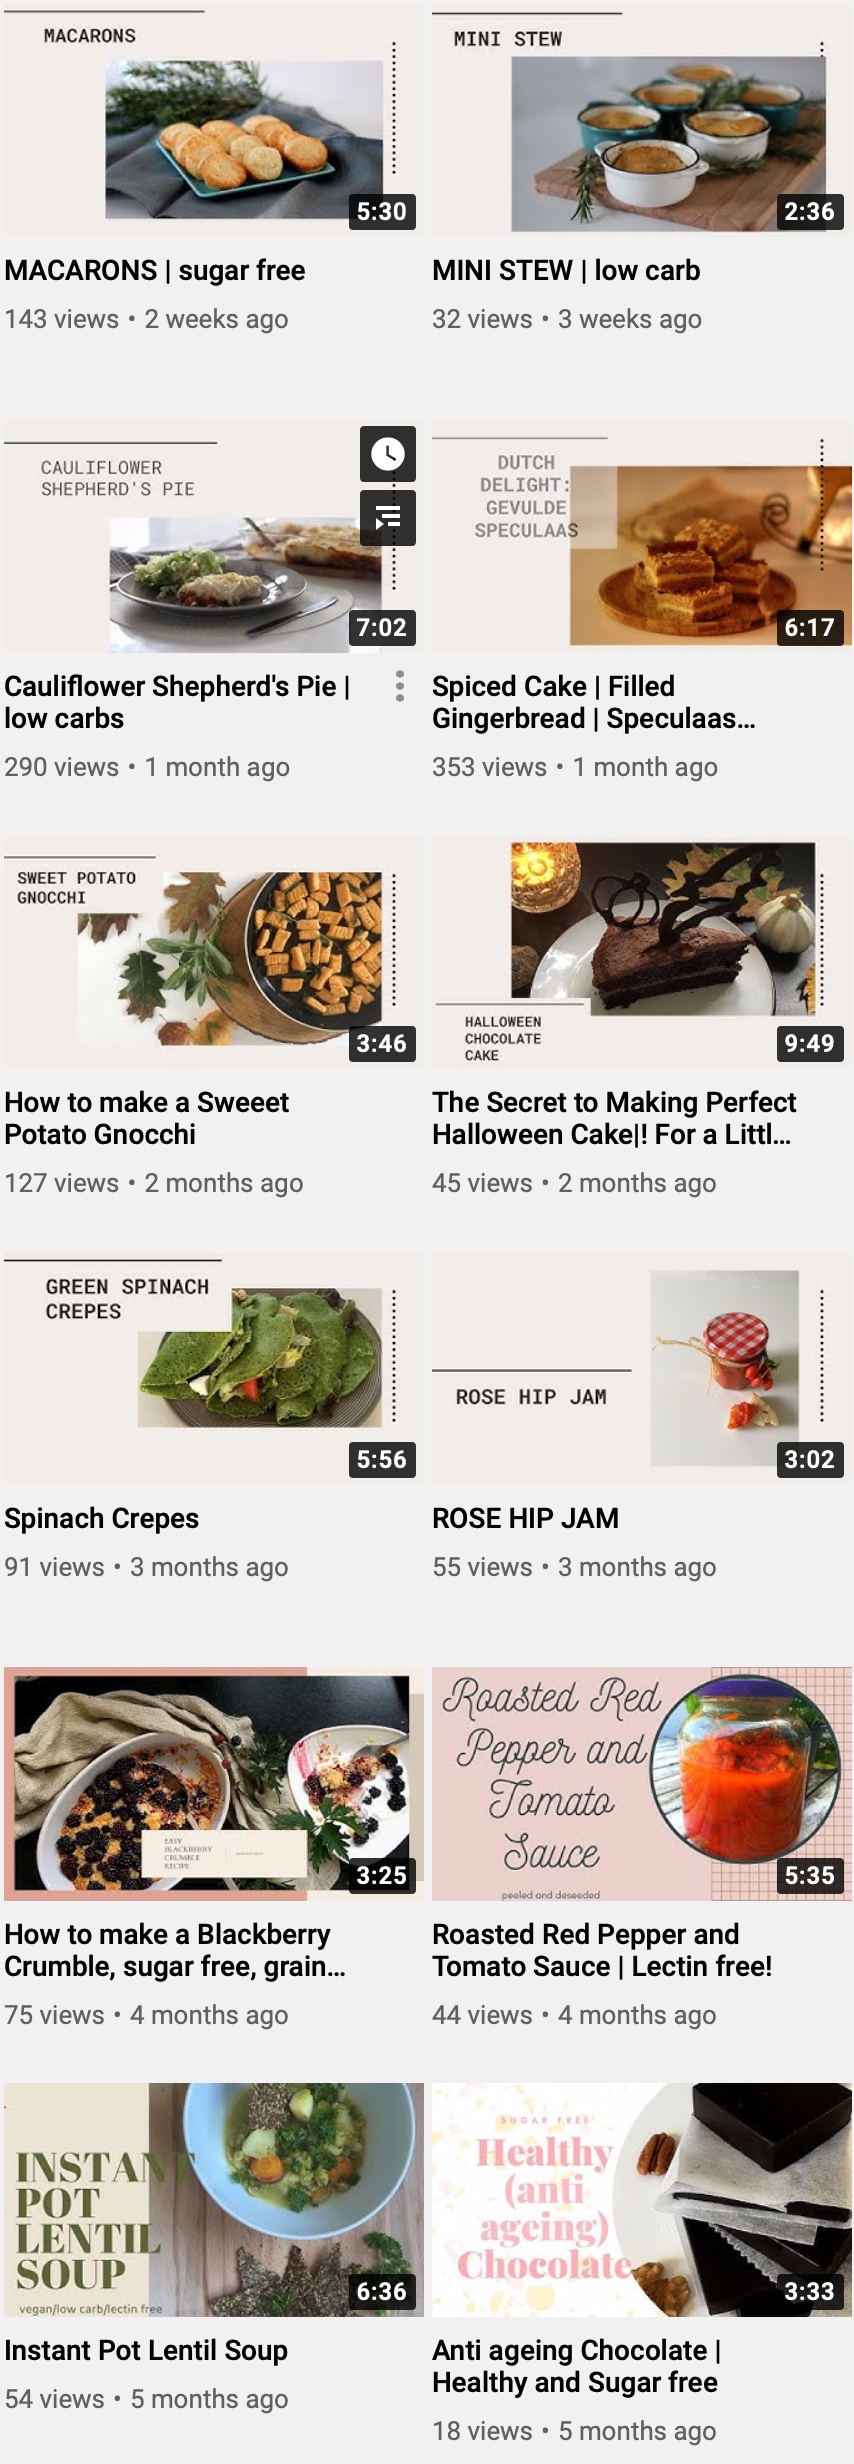 MACARONS
5:30
MACARONS | sugar free
143 views • 2 weeks ago
MINI STEW
2:36
MINI STEW | low carb
32 views • 3 weeks ago
CAULIFLOWER
SHEPHERD'S PIE
7:02
Cauliflower Shepherd's Pie |
low carbs
290 views • 1 month ago
DUTCH
DELIGHT:
GEVULDE
SPECULAAS
6:17
Spiced Cake | Filled
Gingerbread | Speculaas...
353 views • 1 month ago
SWEET POTATO
GNOCCHI
3:46
How to make a Sweeet
Potato Gnocchi
127 views • 2 months ago
HALLOWEEN
CHOCOLATE
CAKE
9:49
The Secret to Making Perfect
Halloween Cake|! For a Littl...
45 views • 2 months ago
GREEN SPINACH
CREPES
5:56
Spinach Crepes
91 views • 3 months ago
ROSE HIP JAM
3:02
ROSE HIP JAM
55 views • 3 months ago
EASY
BLACKBERRY
CRUMBLE
RECIPE
3:25
How to make a Blackberry
Crumble, sugar free, grain...
75 views • 4 months ago
Roasted Red
Pepper and
Tomato
Sauce
peeled and deseeded
5:35
Roasted Red Pepper and
Tomato Sauce | Lectin free!
44 views • 4 months ago
INSTANT
POT
LENTIL
SOUP
vegan/low carb/lectin free
6:36
Instant Pot Lentil Soup
54 views • 5 months ago
SUGAR FREE
Healthy
(anti
ageing)
Chocolate
3:33
Anti ageing Chocolate |
Healthy and Sugar free
18 views • 5 months ago